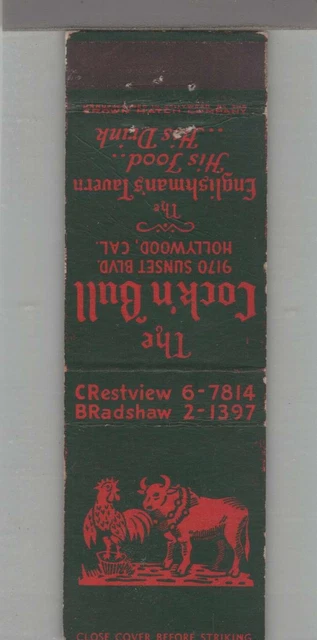 The
Cock'n Bull
9170 SUNSET BLVD.
HOLLYWOOD, CAL.
The
Englishman's Tavern
His Food..
...His Drink
CRestview 6-7814
BRadshaw 2-1397
CLOSE COVER BEFORE STRIKING